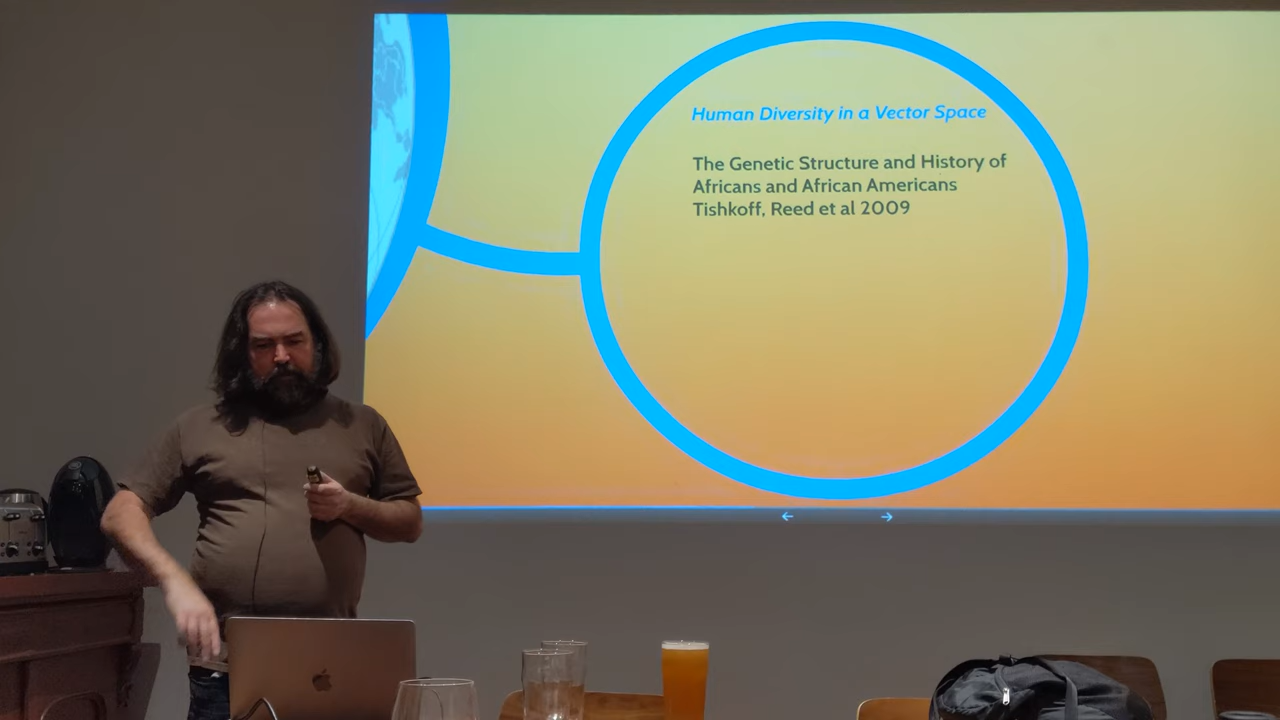 Human Diversity in a Vector Space
The Genetic Structure and History of
Africans and African Americans
Tishkoff, Reed et al 2009